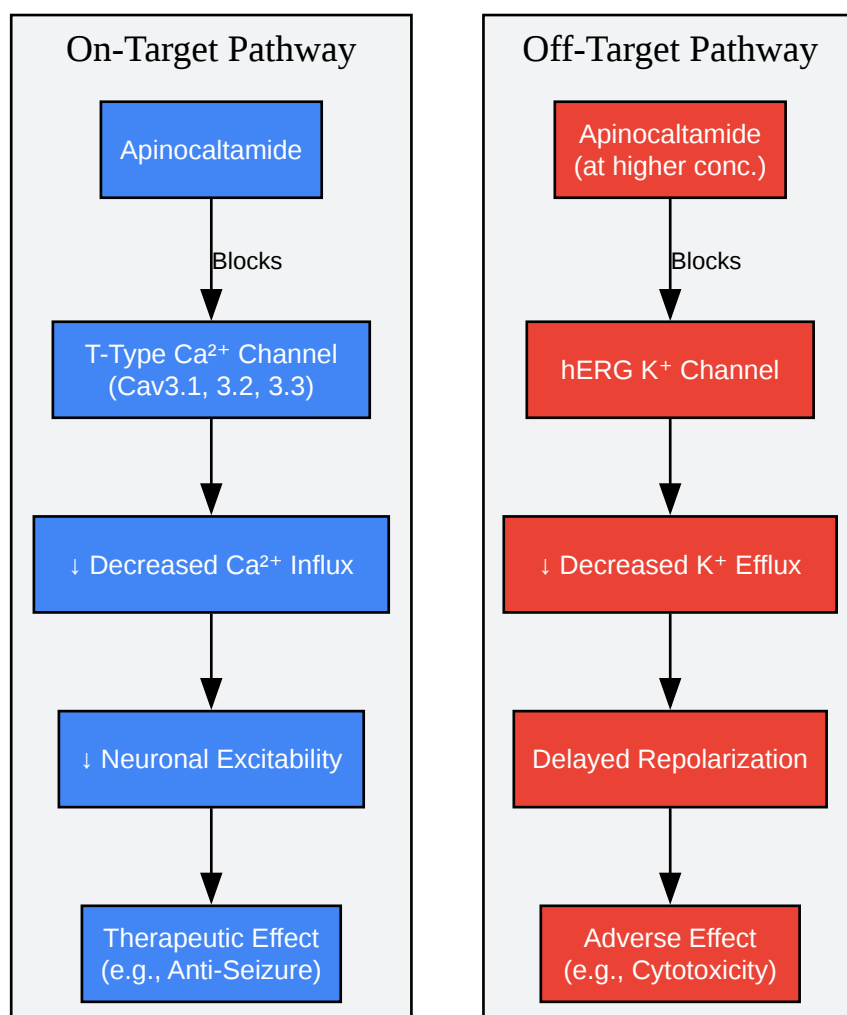 On-Target Pathway
Apinocaltamide
Blocks
T-Type Ca²⁺ Channel
(Cav3.1, 3.2, 3.3)
↓ Decreased Ca²⁺ Influx
↓ Neuronal Excitability
Therapeutic Effect
(e.g., Anti-Seizure)
Off-Target Pathway
Apinocaltamide
(at higher conc.)
Blocks
hERG K⁺ Channel
↓ Decreased K⁺ Efflux
Delayed Repolarization
Adverse Effect
(e.g., Cytotoxicity)